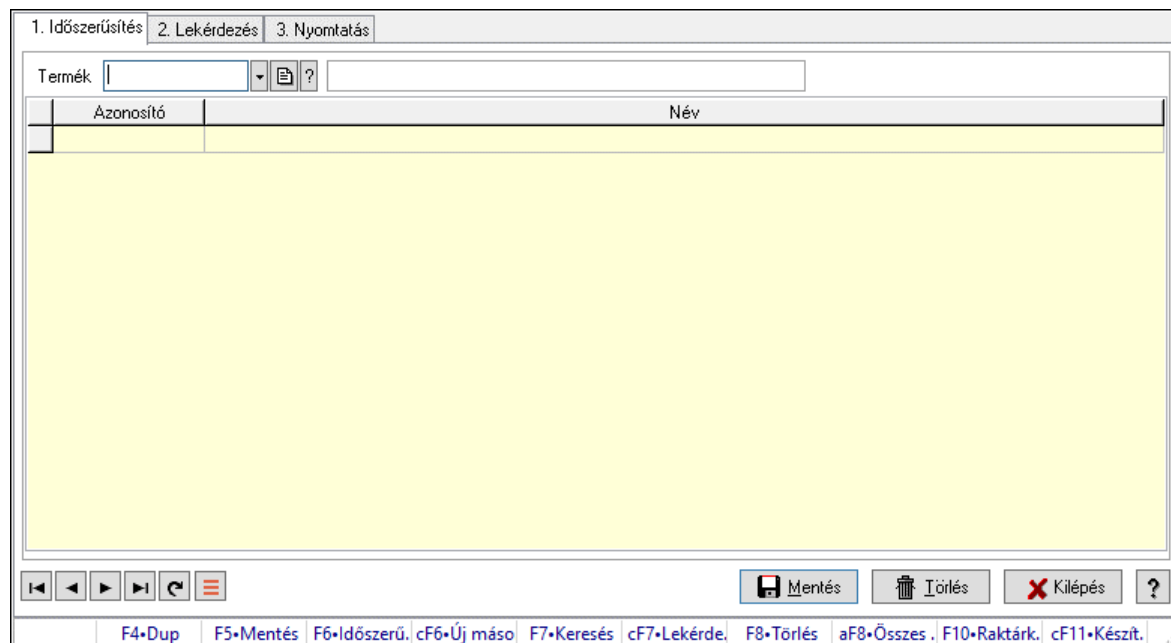 1. Időszerűsítés 2. Lekérdezés 3. Nyomtatás
Termék ?
Azonosító Név
Mentés Törlés Kilépés ?
F4•Dup F5•Mentés F6•Időszerű. cF6•Új máso F7•Keresés cF7•Lekérde. F8•Törlés aF8•Összes . F10•Raktárk. cF11•Készít.